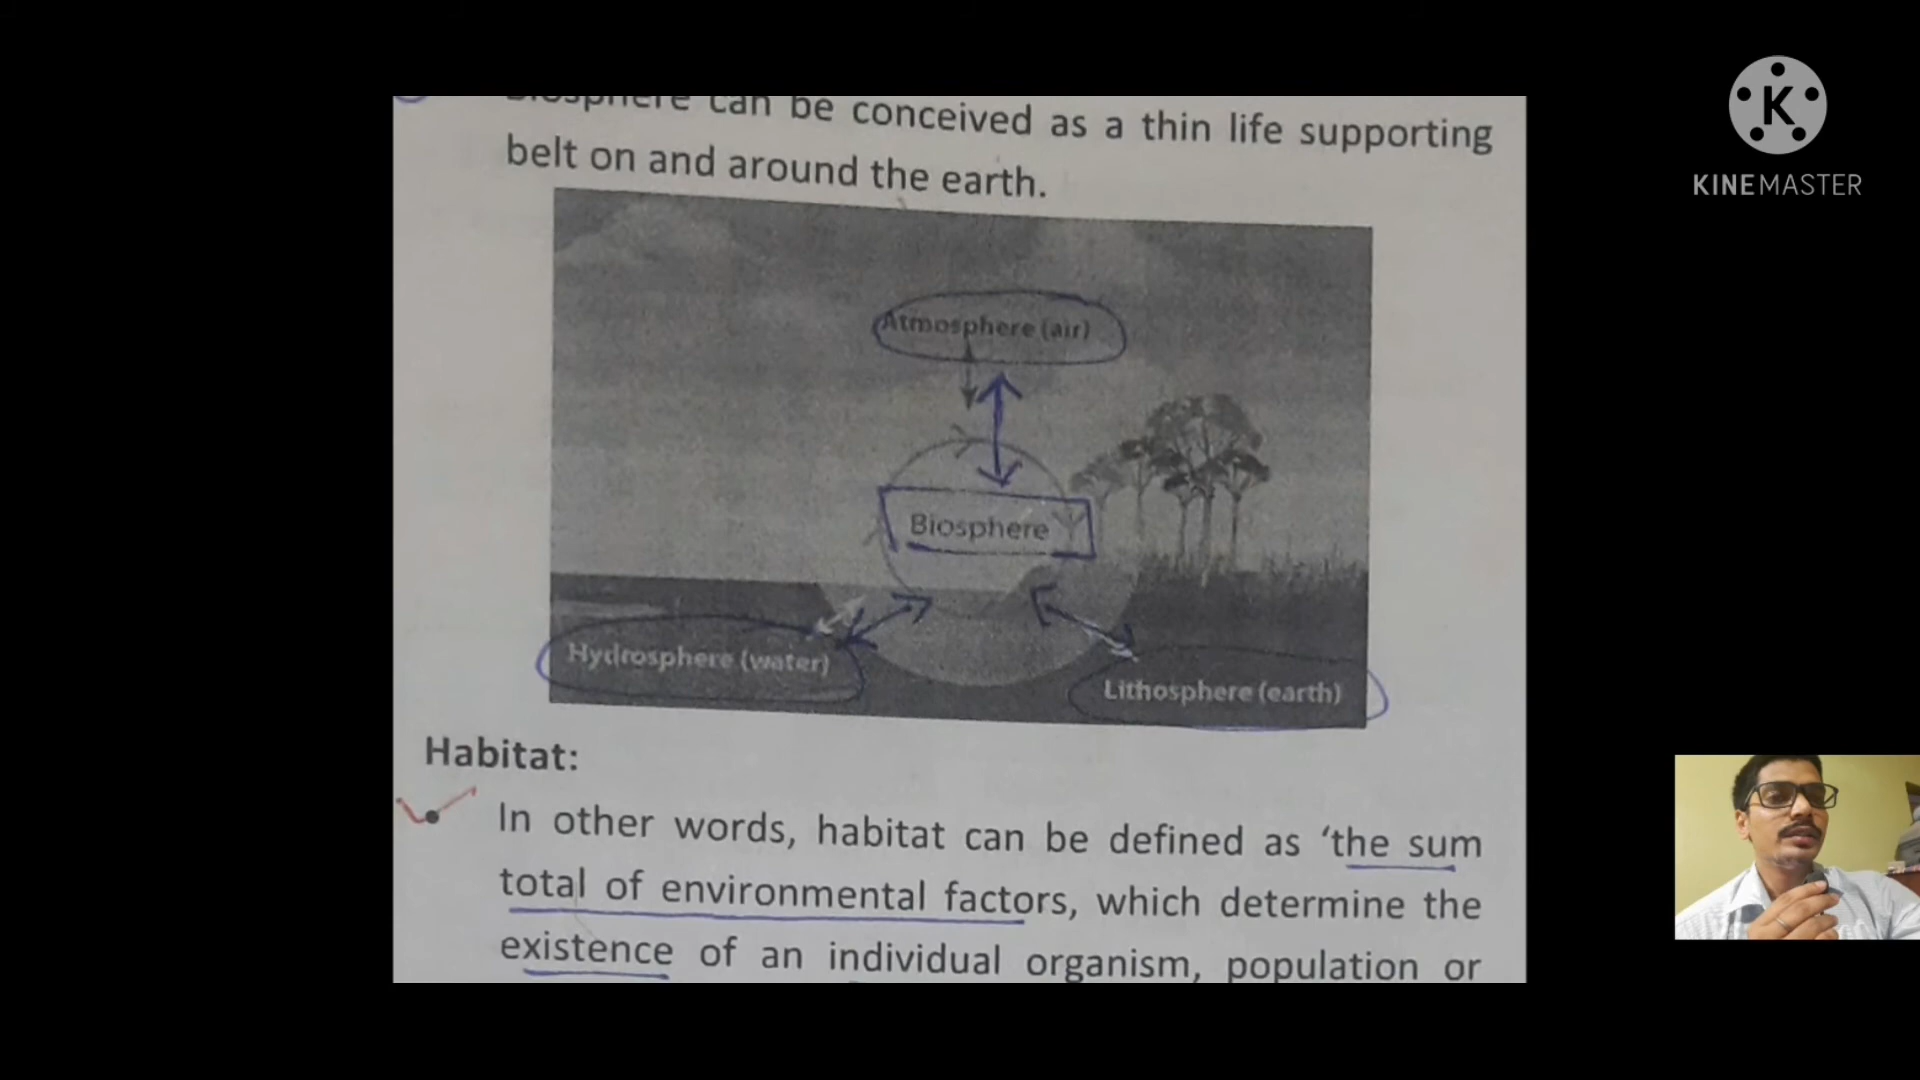 Biosphere can be conceived as a thin life supporting
belt on and around the earth.
Atmosphere (air)
Biosphere
Hydrosphere (water)
Lithosphere (earth)
Habitat:
• In other words, habitat can be defined as ‘the sum
total of environmental factors, which determine the
existence of an individual organism, population or
K
KINEMASTER